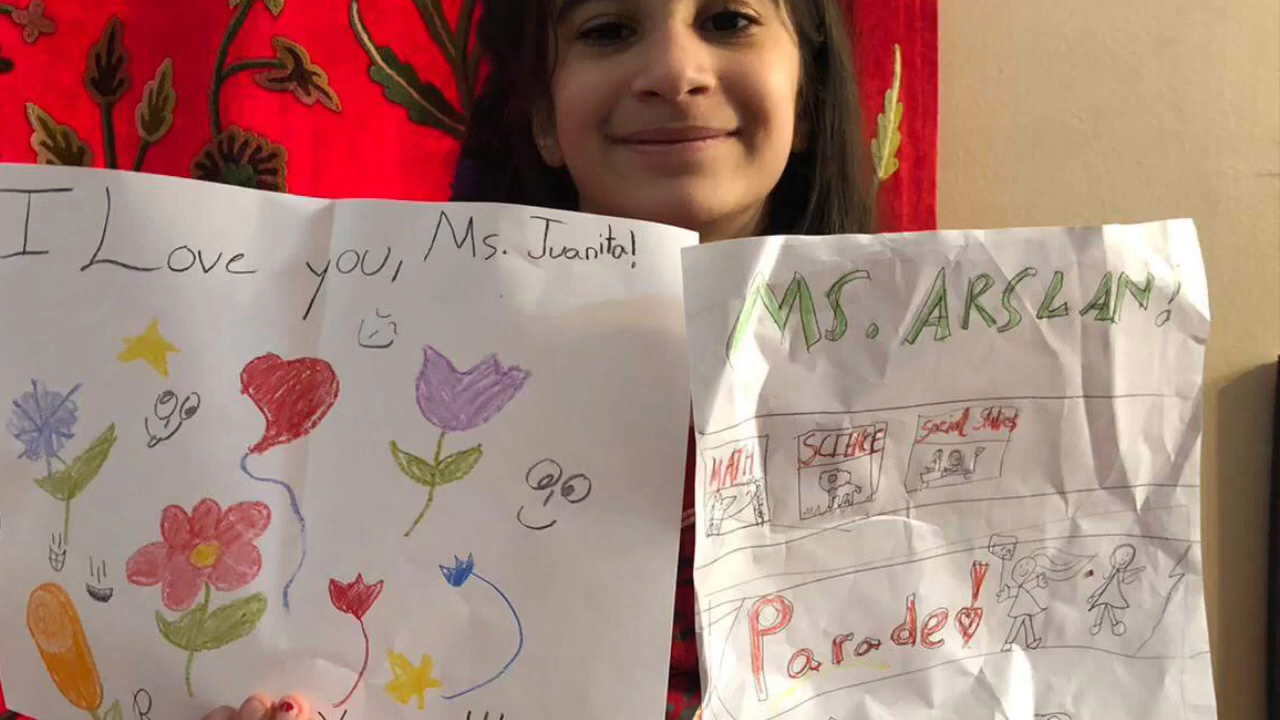 I Love you, Ms. Juanita!
MS. ARSLAN!
MATH
SCIENCE
Social Studies
Parade!